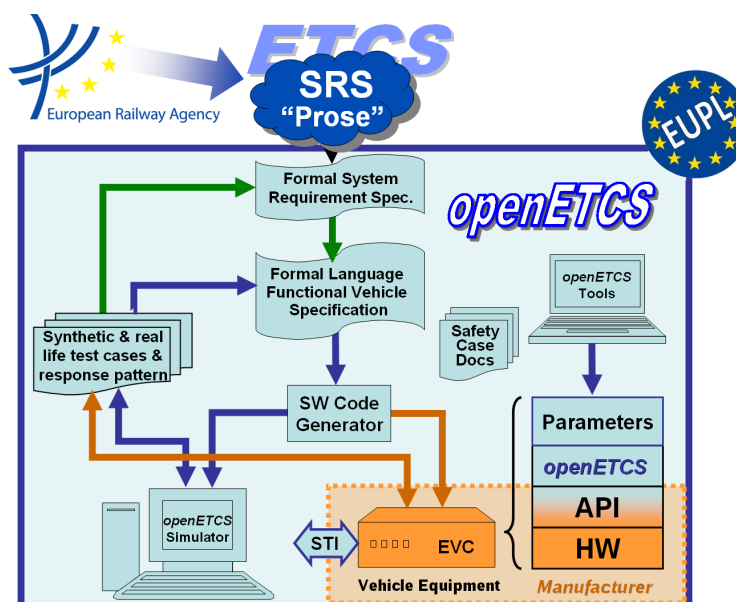 ETCS
SRS
“Prose”
European Railway Agency
EUPL
Formal System
Requirement Spec.
openETCS
Formal Language
Functional Vehicle
Specification
openETCS
Tools
Synthetic & real
life test cases &
response pattern
Safety
Case
Docs
SW Code
Generator
Parameters
openETCS
API
HW
openETCS
Simulator
STI
EVC
Vehicle Equipment
Manufacturer